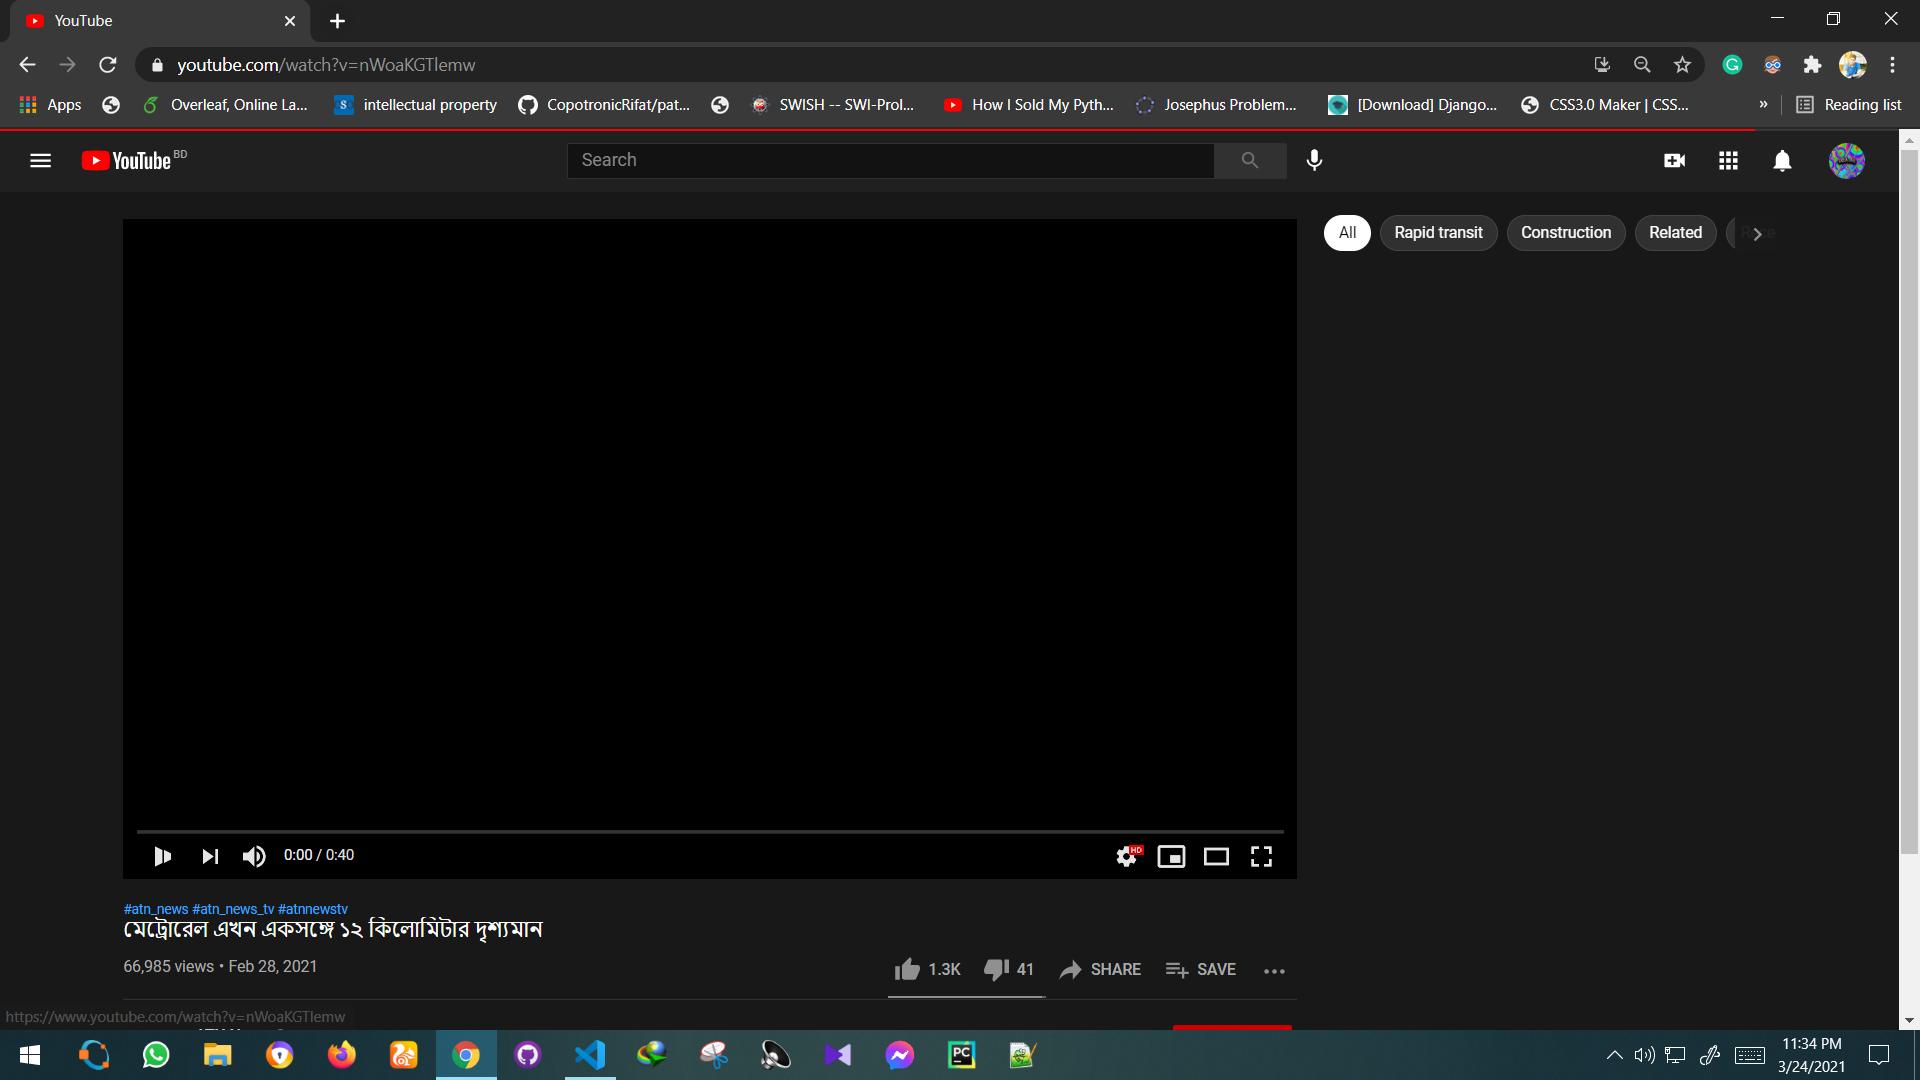 YouTube
youtube.com/watch?v=nWoaKGTlemw
Apps Overleaf, Online La... intellectual property CopotronicRifat/pat... SWISH -- SWI-Prol... How I Sold My Pyth... Josephus Problem... [Download] Django... CSS3.0 Maker | CSS... » Reading list
YouTube BD Search
All Rapid transit Construction Related
0:00 / 0:40 HD
#atn_news #atn_news_tv #atnnewstv
মেট্রোরেল এখন একসঙ্গে ১২ কিলোমিটার দৃশ্যমান
66,985 views • Feb 28, 2021
1.3K 41 SHARE SAVE
https://www.youtube.com/watch?v=nWoaKGTlemw
11:34 PM
3/24/2021